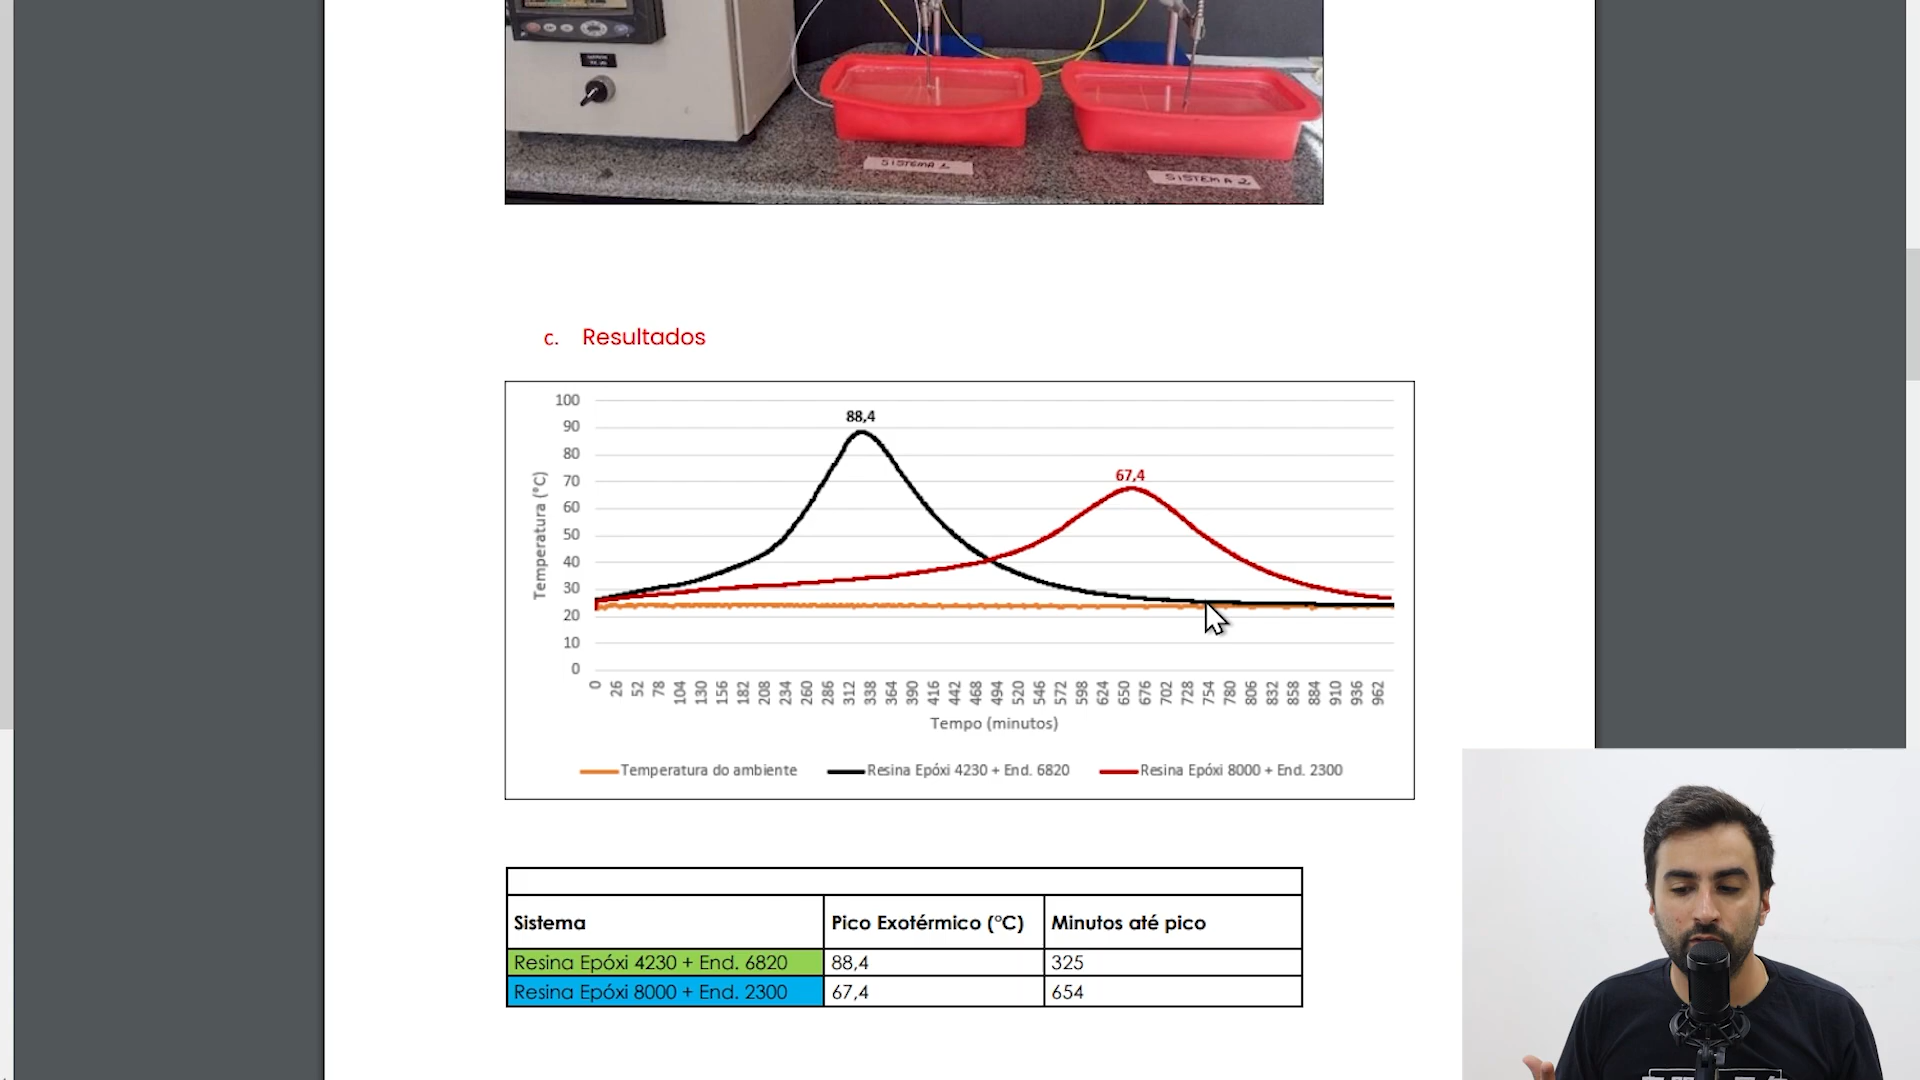 SISTEMA 1
SISTEMA 2
c. Resultados
100
90
80
70
60
50
40
30
20
10
0
88,4
67,4
Temperatura (°C)
0 26 52 78 104 130 156 182 208 234 260 286 312 338 364 390 416 442 468 494 520 546 572 598 624 650 676 702 728 754 780 806 832 858 884 910 936 962
Tempo (minutos)
Temperatura do ambiente Resina Epóxi 4230 + End. 6820 Resina Epóxi 8000 + End. 2300
Sistema Pico Exotérmico (°C) Minutos até pico
Resina Epóxi 4230 + End. 6820 88,4 325
Resina Epóxi 8000 + End. 2300 67,4 654